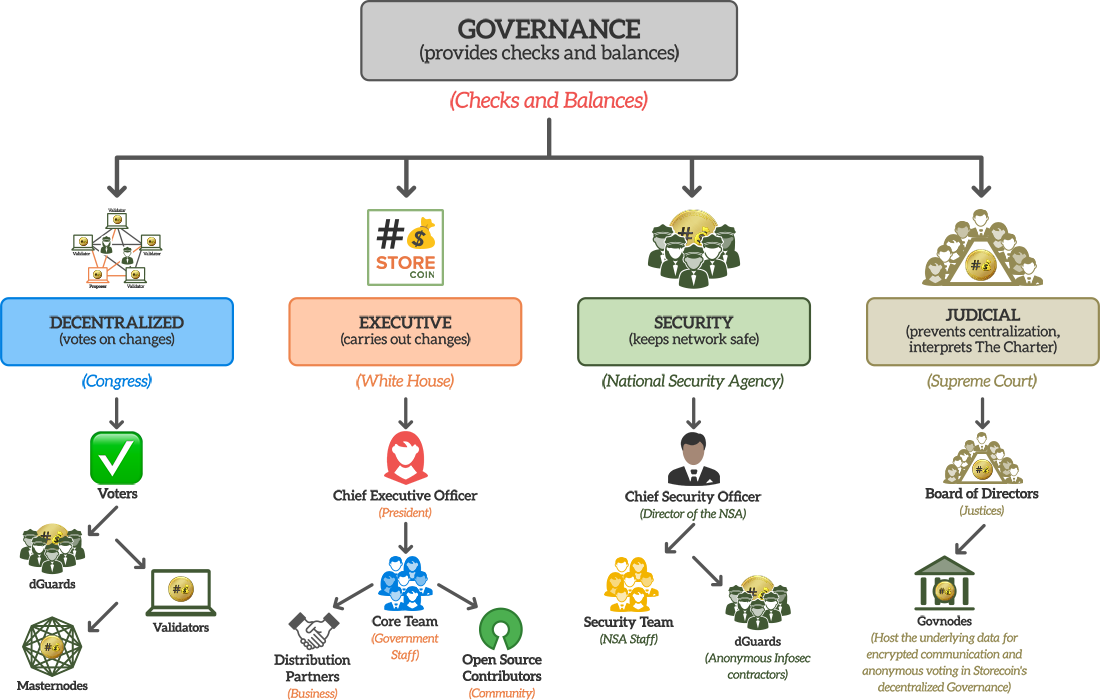 GOVERNANCE
(provides checks and balances)
(Checks and Balances)
Validator
Validator
Validator
Proposer
Validator
#
$
STORE
COIN
#$
#$
DECENTRALIZED
(votes on changes)
(Congress)
Voters
dGuards
Validators
Masternodes
EXECUTIVE
(carries out changes)
(White House)
Chief Executive Officer
(President)
Core Team
(Government
Staff)
Distribution
Partners
(Business)
Open Source
Contributors
(Community)
SECURITY
(keeps network safe)
(National Security Agency)
Chief Security Officer
(Director of the NSA)
Security Team
(NSA Staff)
dGuards
(Anonymous Infosec
contractors)
JUDICIAL
(prevents centralization,
interprets The Charter)
(Supreme Court)
Board of Directors
(Justices)
Govnodes
(Host the underlying data for
encrypted communication and
anonymous voting in Storecoin's
decentralized Governance)